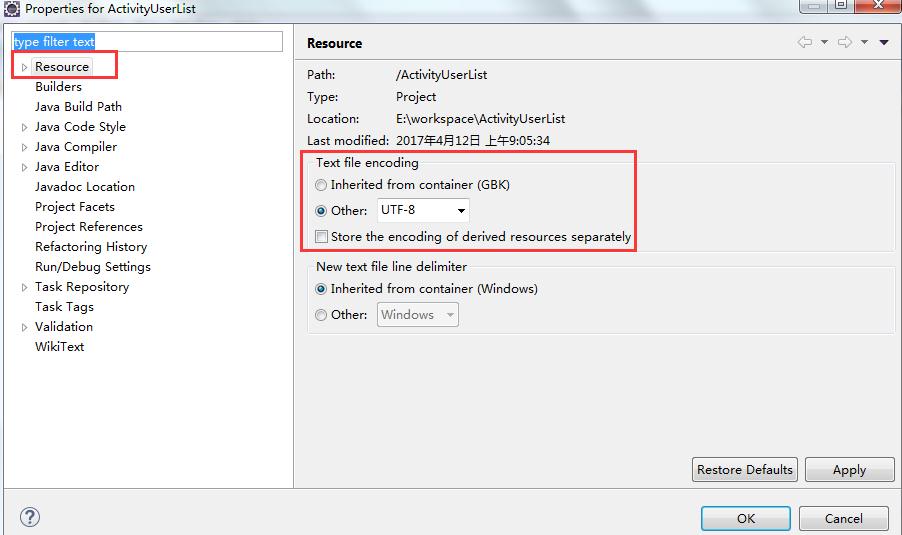 Properties for ActivityUserList
type filter text
Resource
Builders
Java Build Path
Java Code Style
Java Compiler
Java Editor
Javadoc Location
Project Facets
Project References
Refactoring History
Run/Debug Settings
Task Repository
Task Tags
Validation
WikiText
Resource
Path: /ActivityUserList
Type: Project
Location: E:\workspace\ActivityUserList
Last modified: 2017年4月12日 上午9:05:34
Text file encoding
Inherited from container (GBK)
Other: UTF-8
Store the encoding of derived resources separately
New text file line delimiter
Inherited from container (Windows)
Other: Windows
Restore Defaults Apply
? OK Cancel